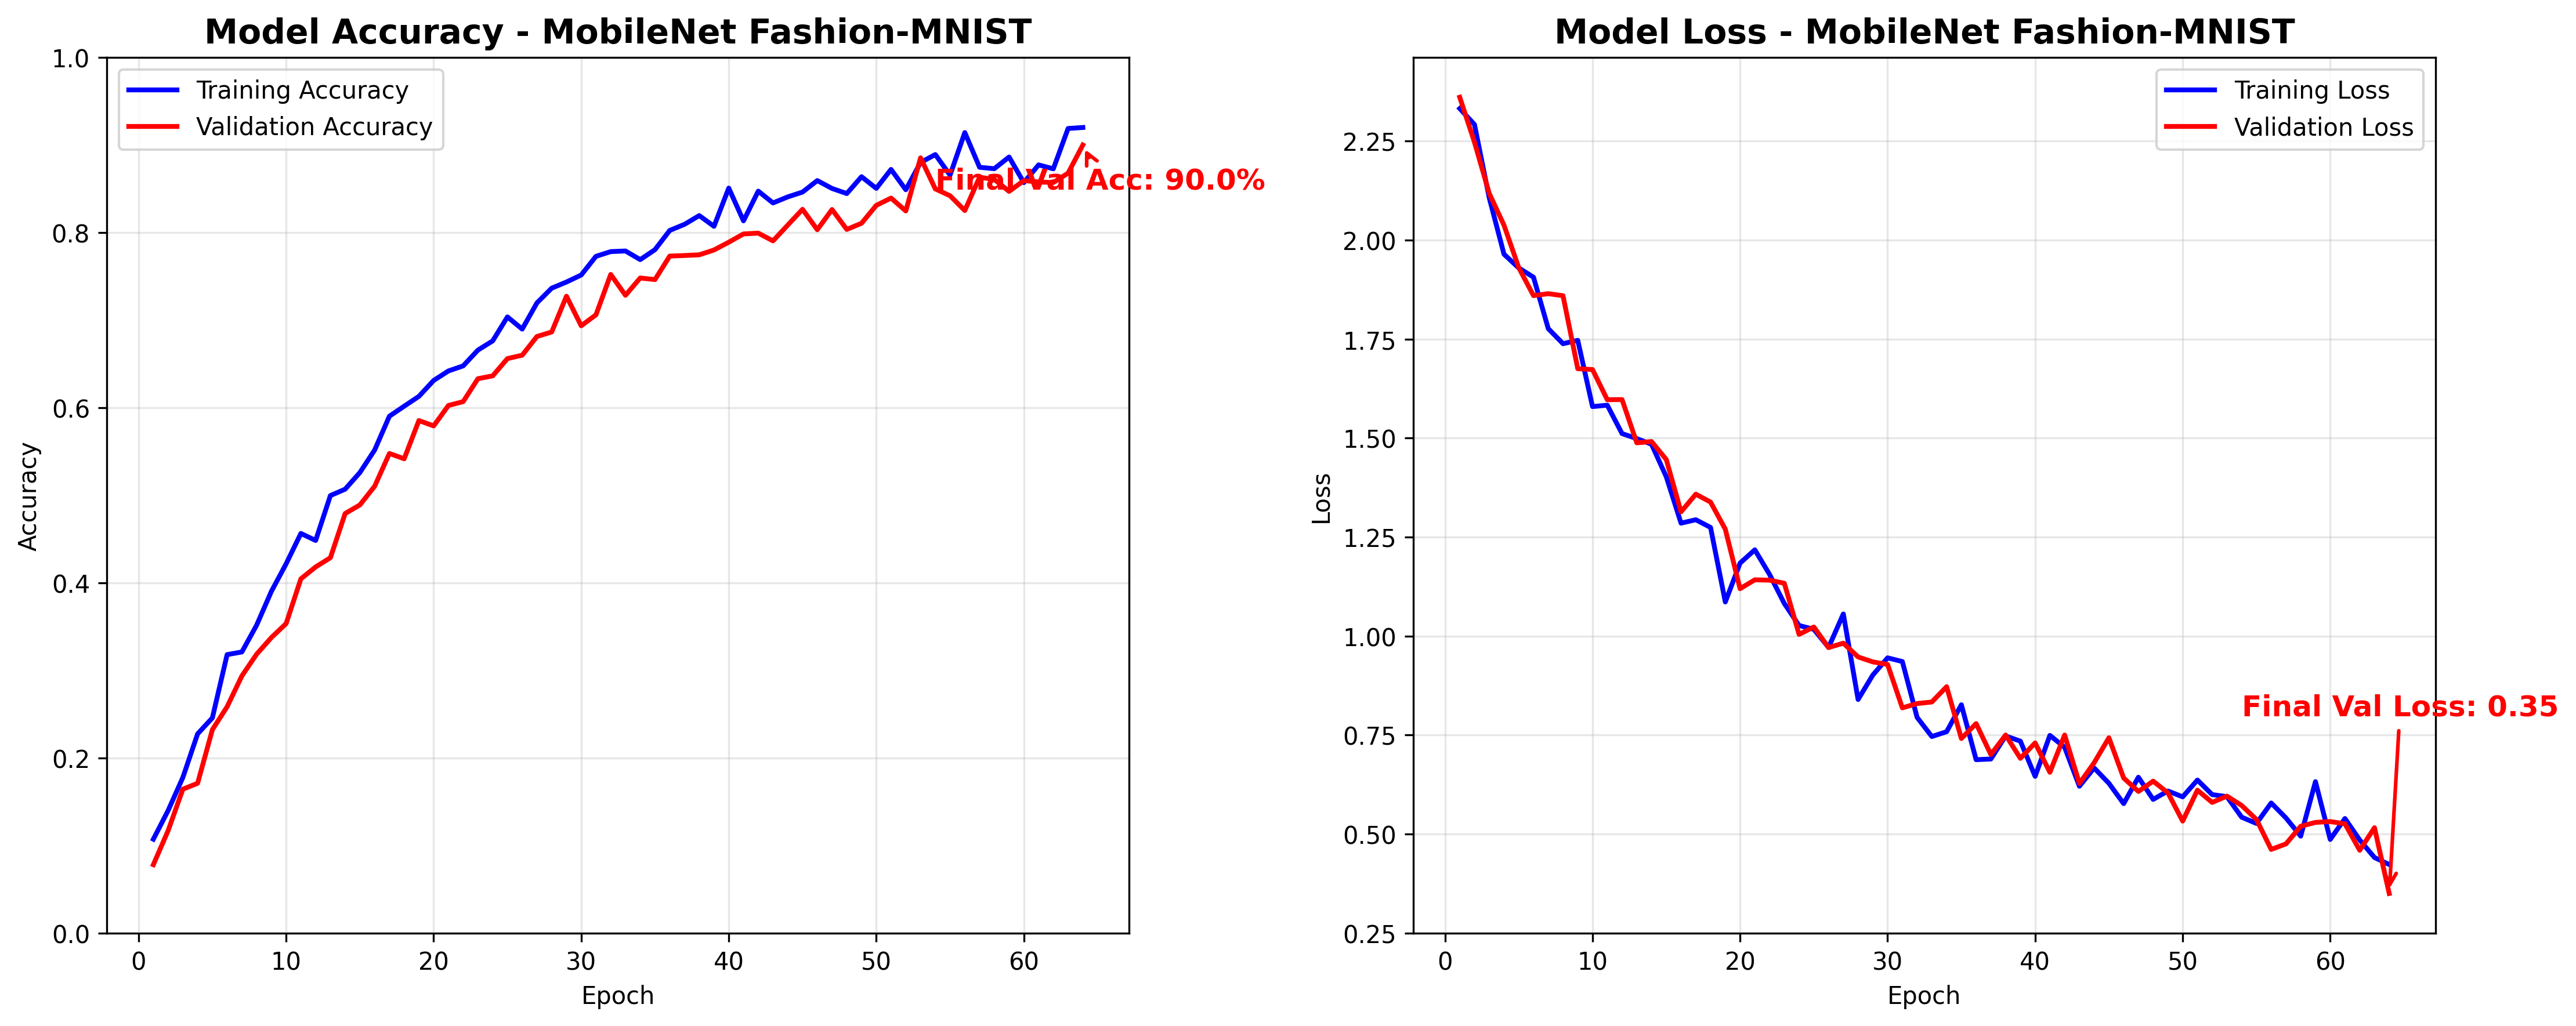 Model Accuracy - MobileNet Fashion-MNIST
1.0
0.8
0.6
0.4
0.2
0.0
Accuracy
Training Accuracy
Validation Accuracy
Final Val Acc: 90.0%
0 10 20 30 40 50 60
Epoch
Model Loss - MobileNet Fashion-MNIST
2.25
2.00
1.75
1.50
1.25
1.00
0.75
0.50
0.25
Loss
Training Loss
Validation Loss
Final Val Loss: 0.35
0 10 20 30 40 50 60
Epoch